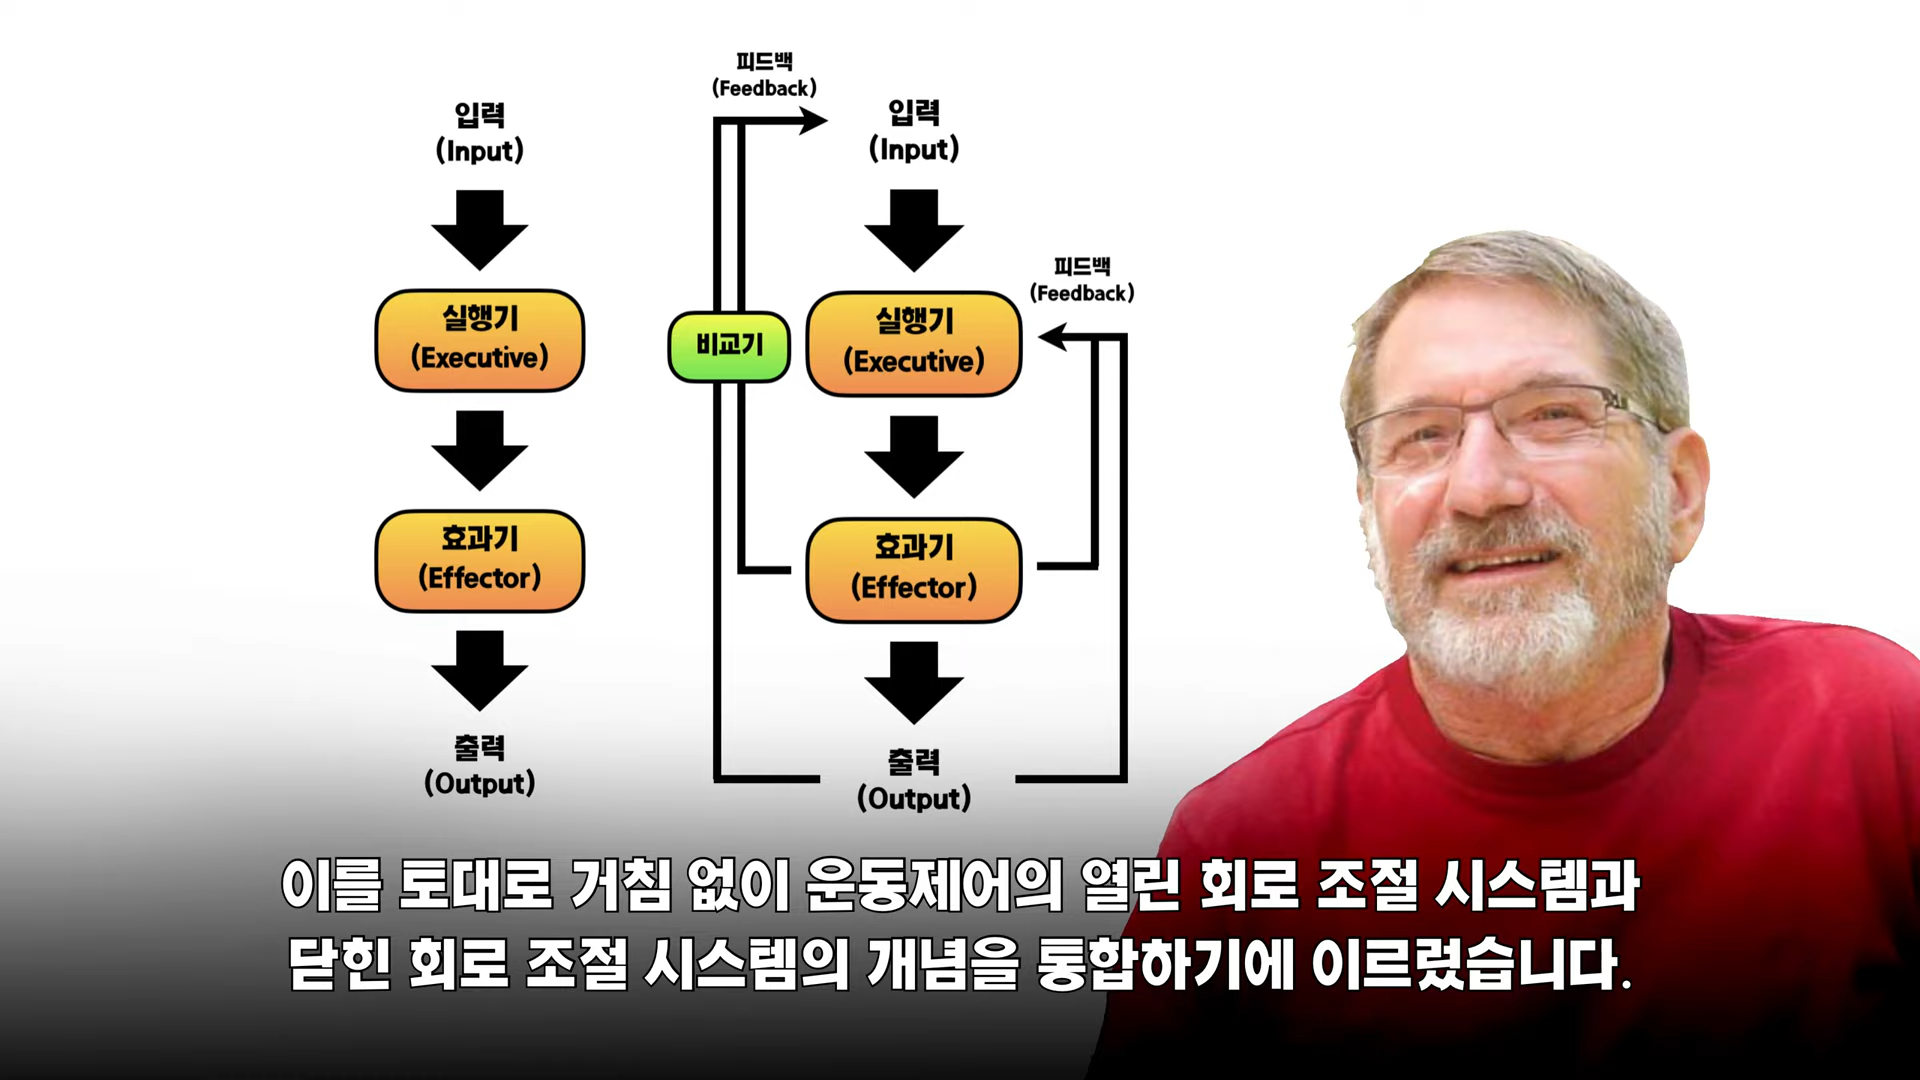 입력
(Input)
실행기
(Executive)
효과기
(Effector)
출력
(Output)
피드백
(Feedback)
입력
(Input)
피드백
(Feedback)
비교기
실행기
(Executive)
효과기
(Effector)
출력
(Output)
이를 토대로 거침 없이 운동제어의 열린 회로 조절 시스템과
닫힌 회로 조절 시스템의 개념을 통합하기에 이르렀습니다.